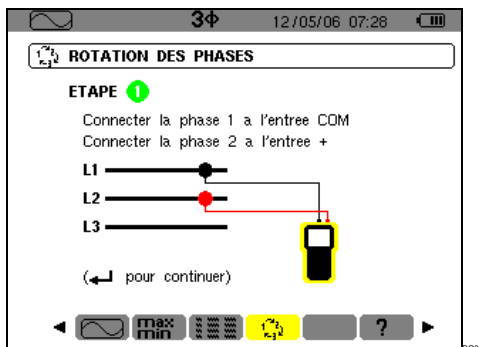 3Φ 12/05/06 07:28
ROTATION DES PHASES
ETAPE 1
Connecter la phase 1 a l'entree COM
Connecter la phase 2 a l'entree +
L1
L2
L3
(↵ pour continuer)
max
min
?